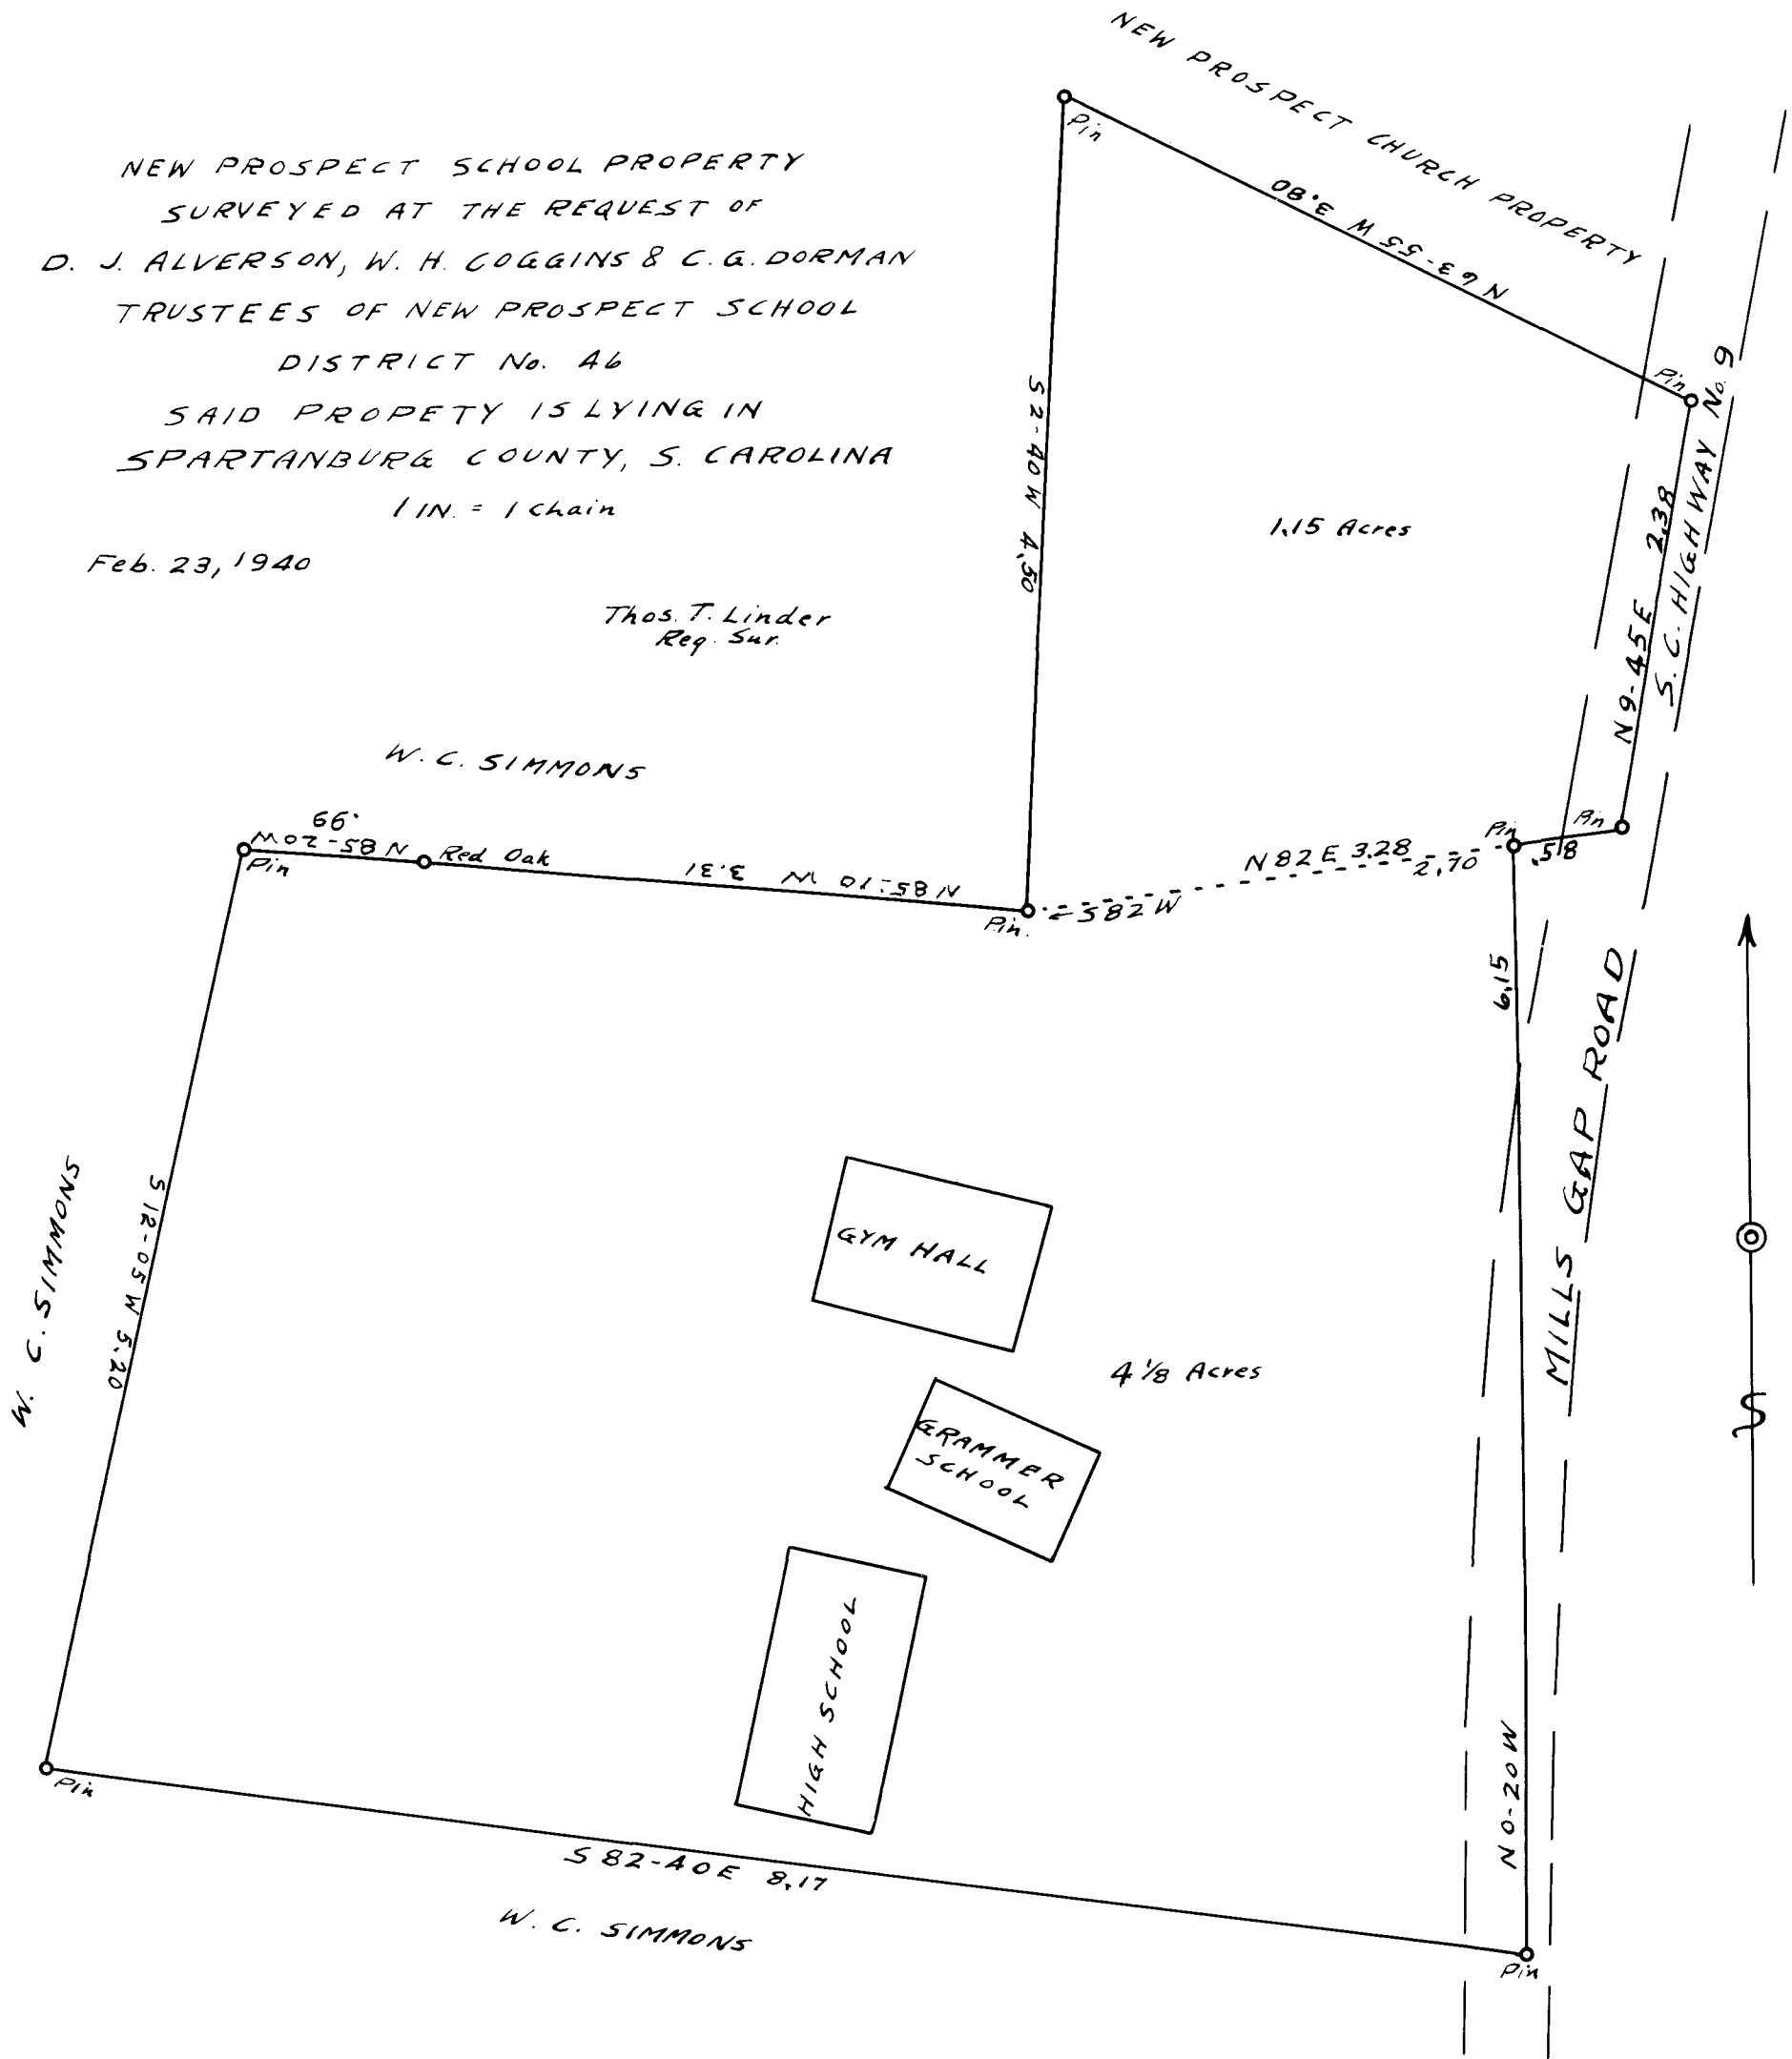 NEW PROSPECT SCHOOL PROPERTY
SURVEYED AT THE REQUEST OF
D. J. ALVERSON, W. H. COGGINS & C. G. DORMAN
TRUSTEES OF NEW PROSPECT SCHOOL
DISTRICT No. 46
SAID PROPETY IS LYING IN
SPARTANBURG COUNTY, S. CAROLINA
1 IN. = 1 chain
Feb. 23, 1940
Thos. T. Linder
Reg. Sur.
NEW PROSPECT CHURCH PROPERTY
Pin
N 63-55 W 3.80
Pin
S 2-40 W 4.50
1.15 Acres
N 9-45 E 2.38
S. C. HIGHWAY No. 9
W. C. SIMMONS
.99
N 85-20 W
Pin
Red Oak
N 85-10 W 3.31
Pin.
S 82 W
N 82 E 3.28
2.70
Pin
Pin
.58
6.15
MILLS GAP ROAD
W. C. SIMMONS
S 12-05 W 5.20
GYM HALL
4 1/8 Acres
GRAMMER
SCHOOL
HIGH SCHOOL
N 0-20 W
Pin
S 82-40 E 8.17
W. C. SIMMONS
Pin